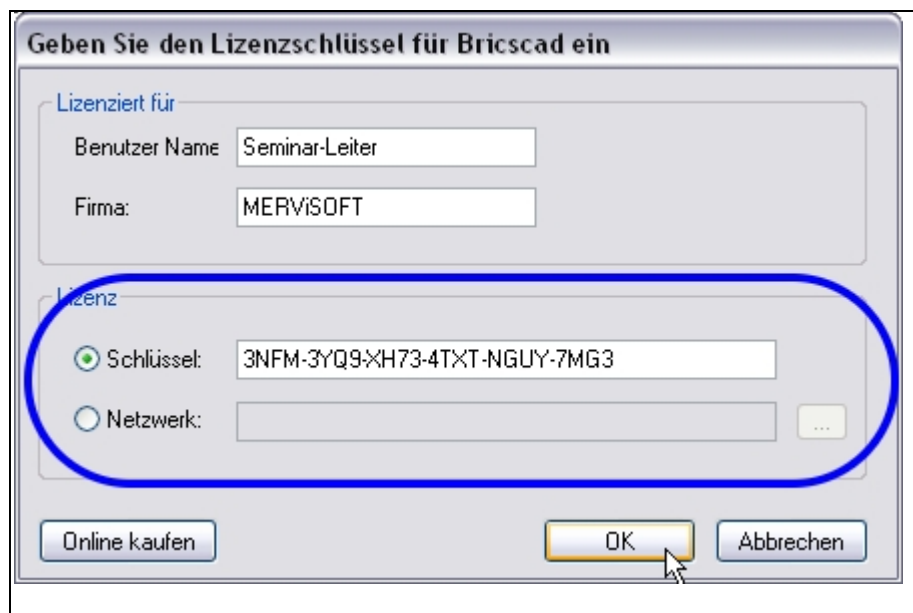 Geben Sie den Lizenzschlüssel für Bricscad ein
Lizenziert für
Benutzer Name Seminar-Leiter
Firma: MERViSOFT
Lizenz
Schlüssel: 3NFM-3YQ9-XH73-4TXT-NGUY-7MG3
Netzwerk: ...
Online kaufen OK Abbrechen